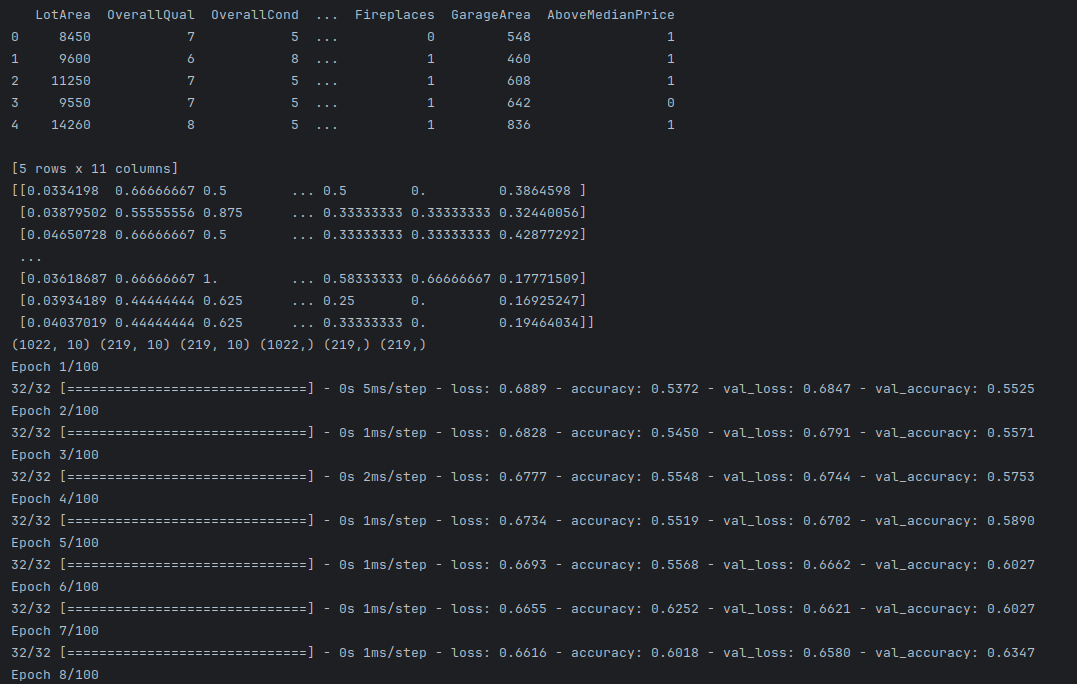 LotArea  OverallQual  OverallCond  ...  Fireplaces  GarageArea  AboveMedianPrice
0     8450            7            5  ...           0         548                 1
1     9600            6            8  ...           1         460                 1
2    11250            7            5  ...           1         608                 1
3     9550            7            5  ...           1         642                 0
4    14260            8            5  ...           1         836                 1
[5 rows x 11 columns]
[[0.0334198  0.66666667 0.5        ... 0.5        0.         0.3864598 ]
 [0.03879502 0.55555556 0.875      ... 0.33333333 0.33333333 0.32440056]
 [0.04650728 0.66666667 0.5        ... 0.33333333 0.33333333 0.42877292]
 ...
 [0.03618687 0.66666667 1.         ... 0.58333333 0.66666667 0.17771509]
 [0.03934189 0.44444444 0.625      ... 0.25       0.         0.16925247]
 [0.04037019 0.44444444 0.625      ... 0.33333333 0.         0.19464034]]
(1022, 10) (219, 10) (219, 10) (1022,) (219,) (219,)
Epoch 1/100
32/32 [==============================] - 0s 5ms/step - loss: 0.6889 - accuracy: 0.5372 - val_loss: 0.6847 - val_accuracy: 0.5525
Epoch 2/100
32/32 [==============================] - 0s 1ms/step - loss: 0.6828 - accuracy: 0.5450 - val_loss: 0.6791 - val_accuracy: 0.5571
Epoch 3/100
32/32 [==============================] - 0s 2ms/step - loss: 0.6777 - accuracy: 0.5548 - val_loss: 0.6744 - val_accuracy: 0.5753
Epoch 4/100
32/32 [==============================] - 0s 1ms/step - loss: 0.6734 - accuracy: 0.5519 - val_loss: 0.6702 - val_accuracy: 0.5890
Epoch 5/100
32/32 [==============================] - 0s 1ms/step - loss: 0.6693 - accuracy: 0.5568 - val_loss: 0.6662 - val_accuracy: 0.6027
Epoch 6/100
32/32 [==============================] - 0s 1ms/step - loss: 0.6655 - accuracy: 0.6252 - val_loss: 0.6621 - val_accuracy: 0.6027
Epoch 7/100
32/32 [==============================] - 0s 1ms/step - loss: 0.6616 - accuracy: 0.6018 - val_loss: 0.6580 - val_accuracy: 0.6347
Epoch 8/100